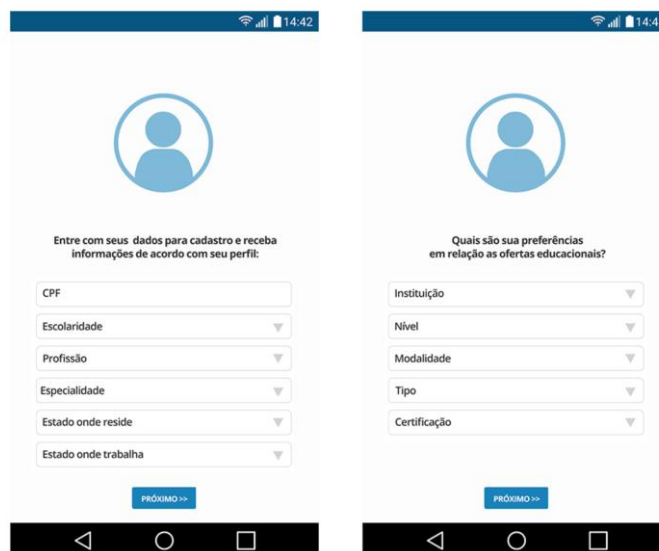 14:42
Entre com seus dados para cadastro e receba
informações de acordo com seu perfil:
CPF
Escolaridade
Profissão
Especialidade
Estado onde reside
Estado onde trabalha
PRÓXIMO >>
14:4
Quais são sua preferências
em relação as ofertas educacionais?
Instituição
Nível
Modalidade
Tipo
Certificação
PRÓXIMO >>